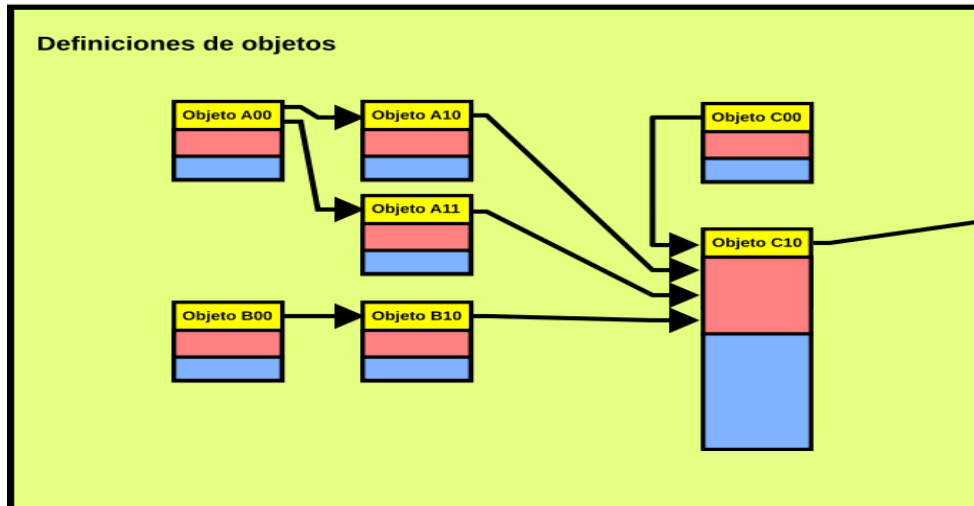 Definiciones de objetos
Objeto A00
Objeto A10
Objeto C00
Objeto A11
Objeto C10
Objeto B00
Objeto B10